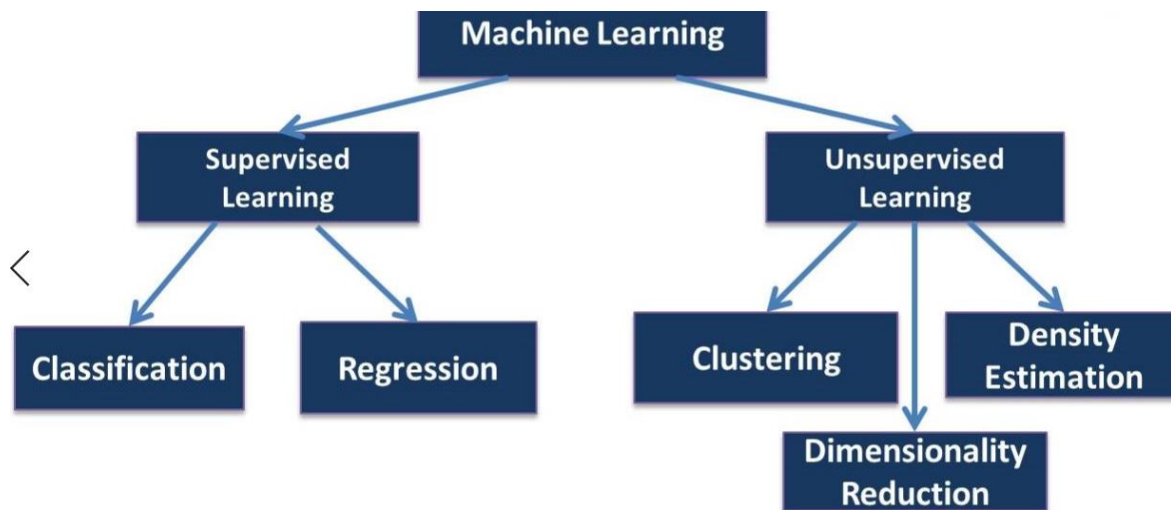 Machine Learning
Supervised
Learning
Unsupervised
Learning
Classification
Regression
Clustering
Density
Estimation
Dimensionality
Reduction